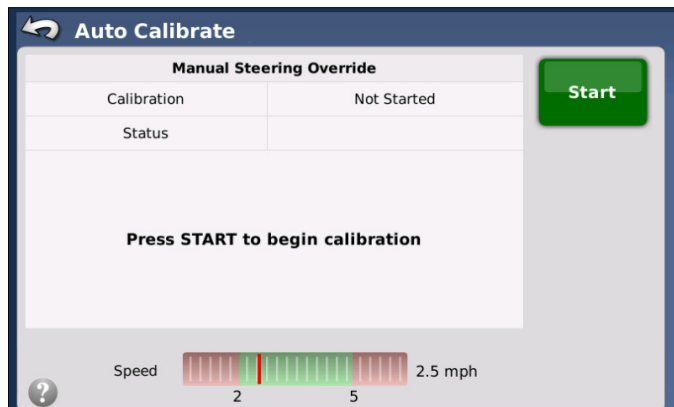 Auto Calibrate
Manual Steering Override
Calibration Not Started
Start
Status
Press START to begin calibration
Speed 2.5 mph
2 5
?